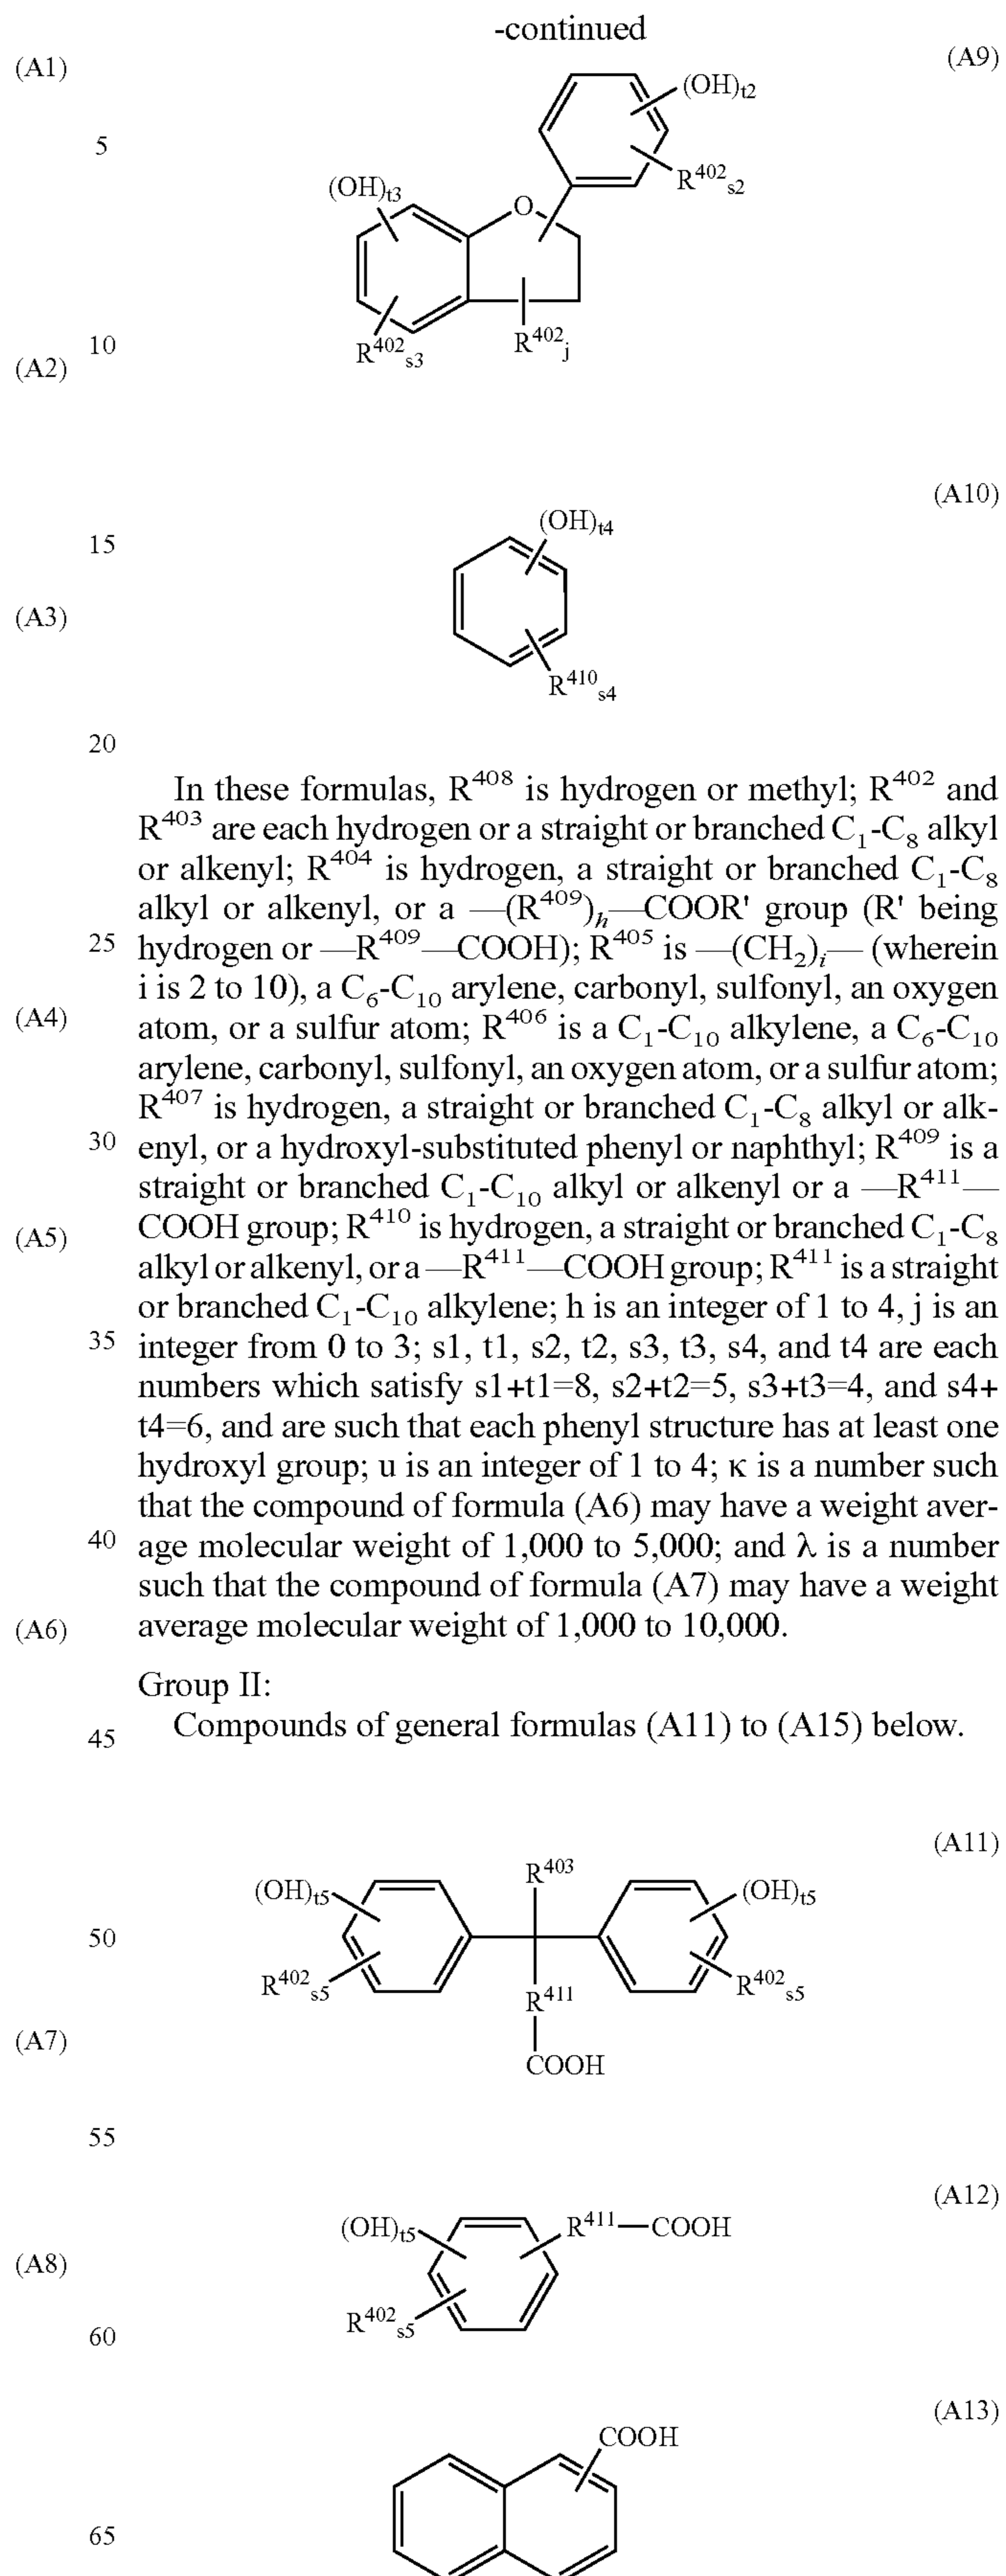 -continued
(A1)
(A9)
(OH)t2
5
R402s2
(OH)t3
O
10
R402s3
R402j
(A2)
(A10)
(OH)t4
15
(A3)
R410s4
20
In these formulas, R408 is hydrogen or methyl; R402 and
R403 are each hydrogen or a straight or branched C1-C8 alkyl
or alkenyl; R404 is hydrogen, a straight or branched C1-C8
alkyl or alkenyl, or a —(R409)h—COOR' group (R' being
25
hydrogen or —R409—COOH); R405 is —(CH2)i— (wherein
i is 2 to 10), a C6-C10 arylene, carbonyl, sulfonyl, an oxygen
(A4)
atom, or a sulfur atom; R406 is a C1-C10 alkylene, a C6-C10
arylene, carbonyl, sulfonyl, an oxygen atom, or a sulfur atom;
R407 is hydrogen, a straight or branched C1-C8 alkyl or alk-
30
enyl, or a hydroxyl-substituted phenyl or naphthyl; R409 is a
straight or branched C1-C10 alkyl or alkenyl or a —R411—
(A5)
COOH group; R410 is hydrogen, a straight or branched C1-C8
alkyl or alkenyl, or a —R411—COOH group; R411 is a straight
or branched C1-C10 alkylene; h is an integer of 1 to 4, j is an
35
integer from 0 to 3; s1, t1, s2, t2, s3, t3, s4, and t4 are each
numbers which satisfy s1+t1=8, s2+t2=5, s3+t3=4, and s4+
t4=6, and are such that each phenyl structure has at least one
hydroxyl group; u is an integer of 1 to 4; κ is a number such
that the compound of formula (A6) may have a weight aver-
40
age molecular weight of 1,000 to 5,000; and λ is a number
such that the compound of formula (A7) may have a weight
(A6)
average molecular weight of 1,000 to 10,000.
Group II:
45
Compounds of general formulas (A11) to (A15) below.
(A11)
R403
(OH)t5
(OH)t5
50
R402s5
R411
R402s5
(A7)
COOH
55
(A12)
(OH)t5
R411—COOH
(A8)
R402s5
60
(A13)
COOH
65